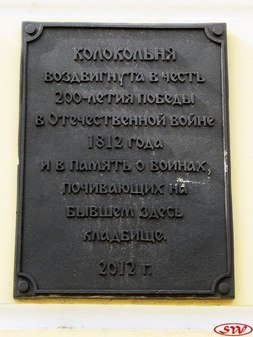 КОЛОКОЛЬНЯ
ВОЗДВИГНУТА В ЧЕСТЬ
200-ЛЕТИЯ ПОБЕДЫ
В ОТЕЧЕСТВЕННОЙ ВОЙНЕ
1812 ГОДА
И В ПАМЯТЬ О ВОИНАХ,
ПОЧИВАЮЩИХ НА
БЫВШЕМ ЗДЕСЬ
КЛАДБИЩЕ.
2012 г.
SW